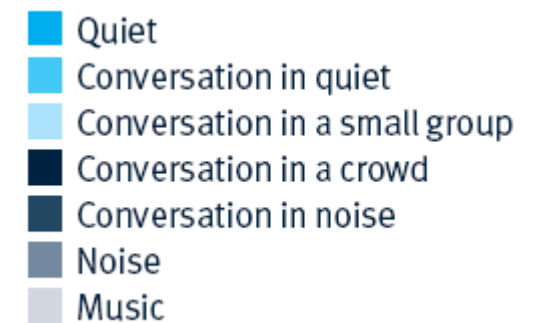 Quiet
Conversation in quiet
Conversation in a small group
Conversation in a crowd
Conversation in noise
Noise
Music